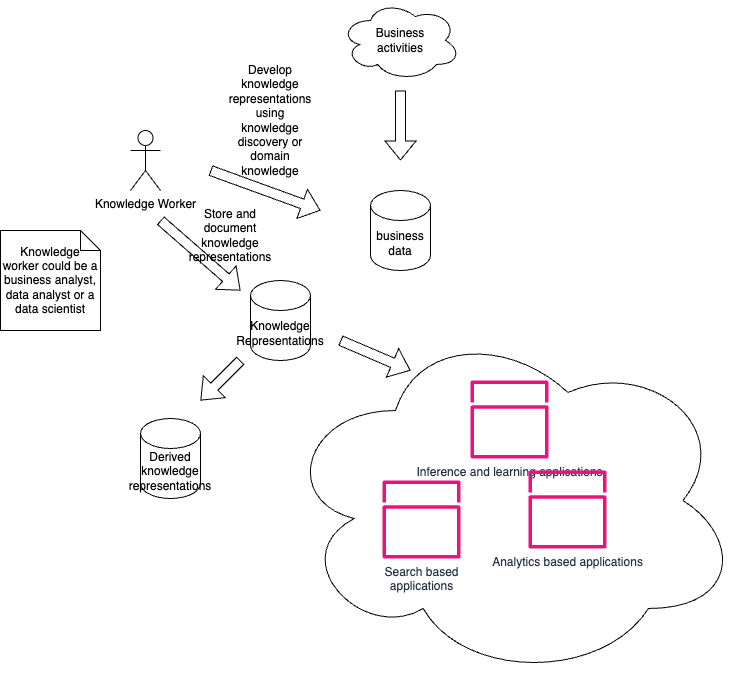 Business
activities
Develop
knowledge
representations
using
knowledge
discovery or
domain
knowledge
Knowledge Worker
Store and
document
knowledge
representations
business
data
Knowledge
worker could be a
business analyst,
data analyst or a
data scientist
Knowledge
Representations
Derived
knowledge
representations
Inference and learning applications
Search based
applications
Analytics based applications